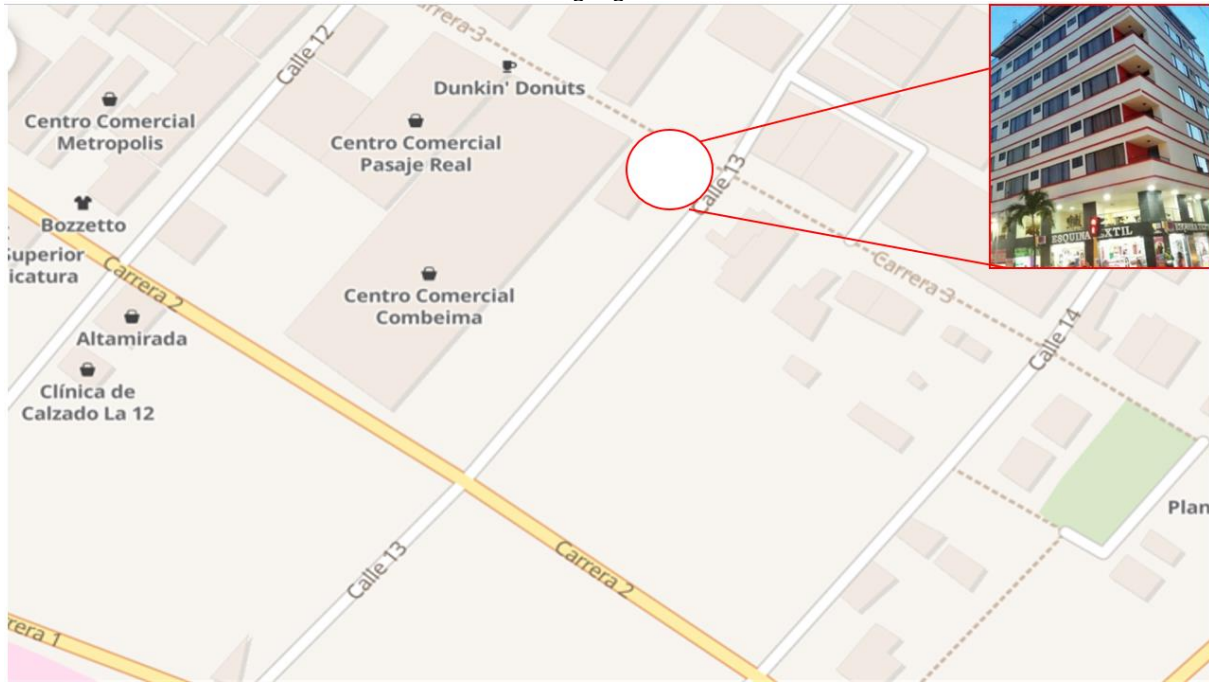 Carrera 3
Calle 12
Dunkin' Donuts
Centro Comercial
Metropolis
Centro Comercial
Pasaje Real
Calle 13
Bozzetto
Superior
icatura
Carrera 2
Centro Comercial
Combeima
Altamirada
Clínica de
Calzado La 12
ESQUINA TEXTIL
Carrera 3
Calle 14
Plan
Calle 13
Carrera 2
rera 1